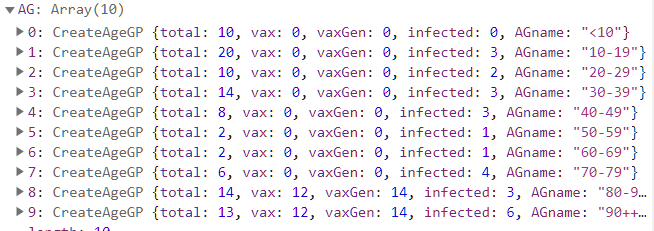 ▼ AG: Array(10)
▶ 0: CreateAgeGP {total: 10, vax: 0, vaxGen: 0, infected: 0, AGname: "<10"}
▶ 1: CreateAgeGP {total: 20, vax: 0, vaxGen: 0, infected: 3, AGname: "10-19"}
▶ 2: CreateAgeGP {total: 10, vax: 0, vaxGen: 0, infected: 2, AGname: "20-29"}
▶ 3: CreateAgeGP {total: 14, vax: 0, vaxGen: 0, infected: 3, AGname: "30-39"}
▶ 4: CreateAgeGP {total: 8, vax: 0, vaxGen: 0, infected: 3, AGname: "40-49"}
▶ 5: CreateAgeGP {total: 2, vax: 0, vaxGen: 0, infected: 1, AGname: "50-59"}
▶ 6: CreateAgeGP {total: 2, vax: 0, vaxGen: 0, infected: 1, AGname: "60-69"}
▶ 7: CreateAgeGP {total: 6, vax: 0, vaxGen: 0, infected: 4, AGname: "70-79"}
▶ 8: CreateAgeGP {total: 14, vax: 12, vaxGen: 14, infected: 3, AGname: "80-9…
▶ 9: CreateAgeGP {total: 13, vax: 12, vaxGen: 14, infected: 6, AGname: "90++…
length: 10